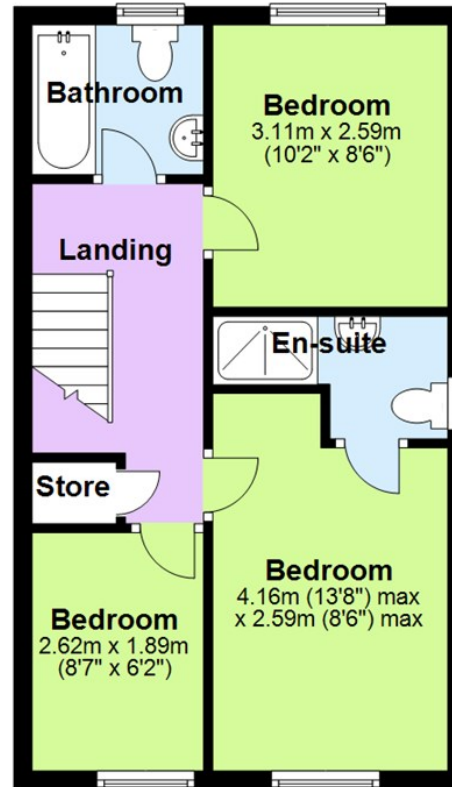 Bathroom
Bedroom
3.11m x 2.59m
(10'2" x 8'6")
Landing
En-suite
Store
Bedroom
4.16m (13'8") max
x 2.59m (8'6") max
Bedroom
2.62m x 1.89m
(8'7" x 6'2")